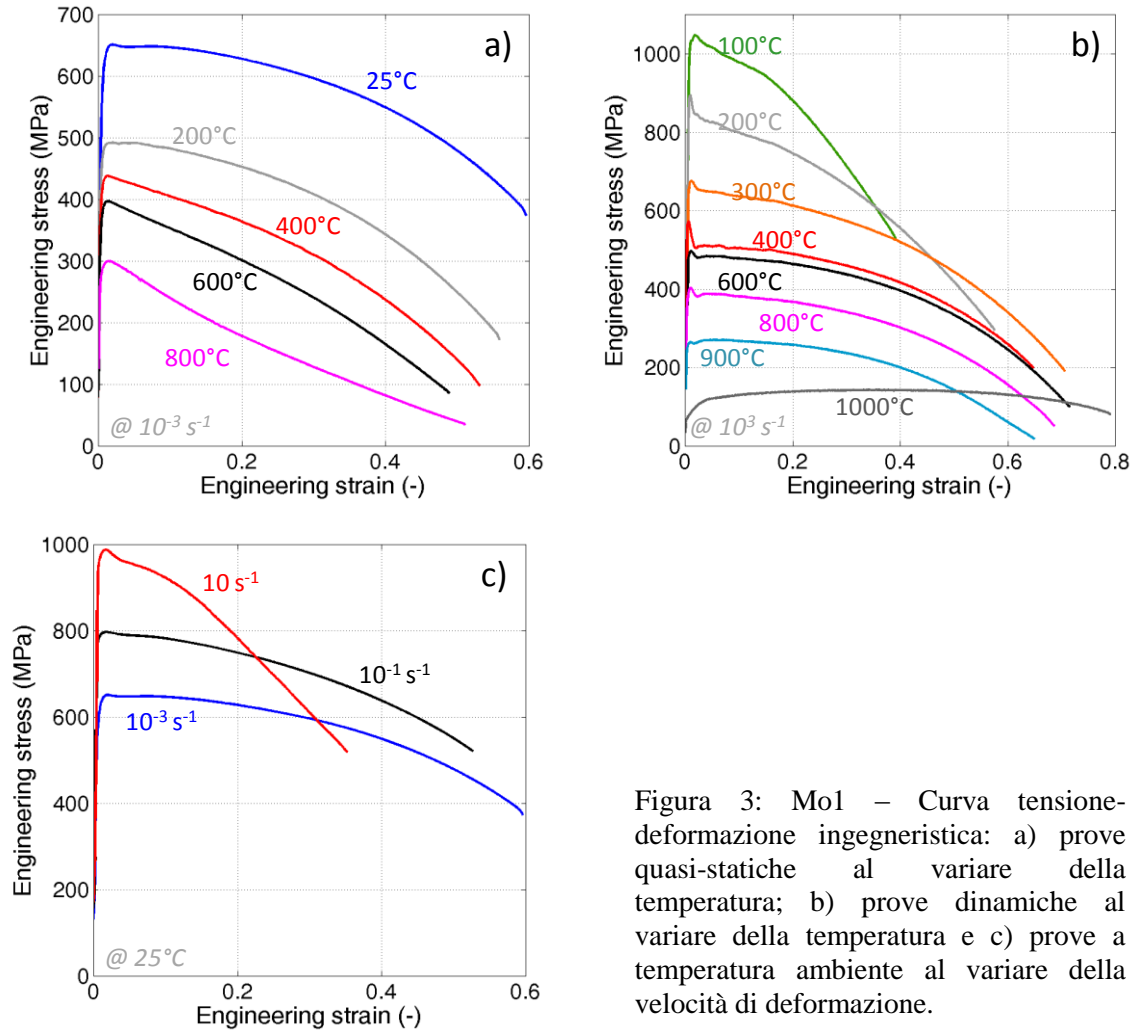 a)
700
600
500
400
300
200
100
0
Engineering stress (MPa)
25°C
200°C
400°C
600°C
800°C
@ 10-3 s-1
0
0.2
0.4
0.6
Engineering strain (-)
b)
1000
800
600
400
200
0
Engineering stress (MPa)
100°C
200°C
300°C
400°C
600°C
800°C
900°C
1000°C
@ 103 s-1
0
0.2
0.4
0.6
0.8
Engineering strain (-)
c)
1000
800
600
400
200
0
Engineering stress (MPa)
10 s-1
10-1 s-1
10-3 s-1
@ 25°C
0
0.2
0.4
0.6
Engineering strain (-)
Figura 3: Mo1 – Curva tensione-
deformazione ingegneristica: a) prove
quasi-statiche al variare della
temperatura; b) prove dinamiche al
variare della temperatura e c) prove a
temperatura ambiente al variare della
velocità di deformazione.